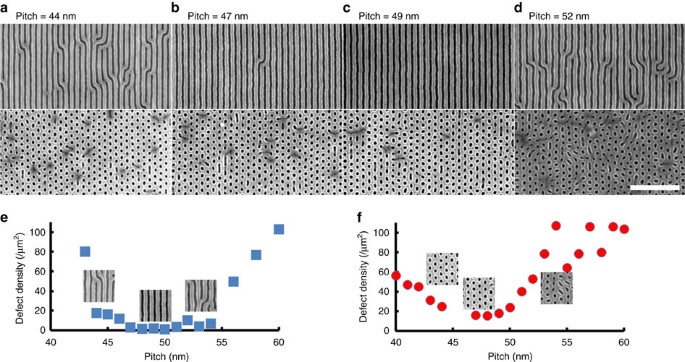 a Pitch = 44 nm b Pitch = 47 nm c Pitch = 49 nm d Pitch = 52 nm
e
100
80
60
40
20
0
40 45 50 55 60
Defect density (/μm²)
Pitch (nm)
f
100
80
60
40
20
0
40 45 50 55 60
Defect density (/μm²)
Pitch (nm)